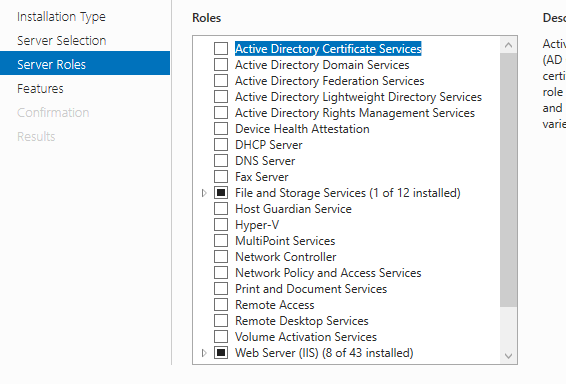 Installation Type
Server Selection
Server Roles
Features
Confirmation
Results
Roles
Active Directory Certificate Services
Active Directory Domain Services
Active Directory Federation Services
Active Directory Lightweight Directory Services
Active Directory Rights Management Services
Device Health Attestation
DHCP Server
DNS Server
Fax Server
File and Storage Services (1 of 12 installed)
Host Guardian Service
Hyper-V
MultiPoint Services
Network Controller
Network Policy and Access Services
Print and Document Services
Remote Access
Remote Desktop Services
Volume Activation Services
Web Server (IIS) (8 of 43 installed)
Desc
Activ
(AD
certi
role
and
varie